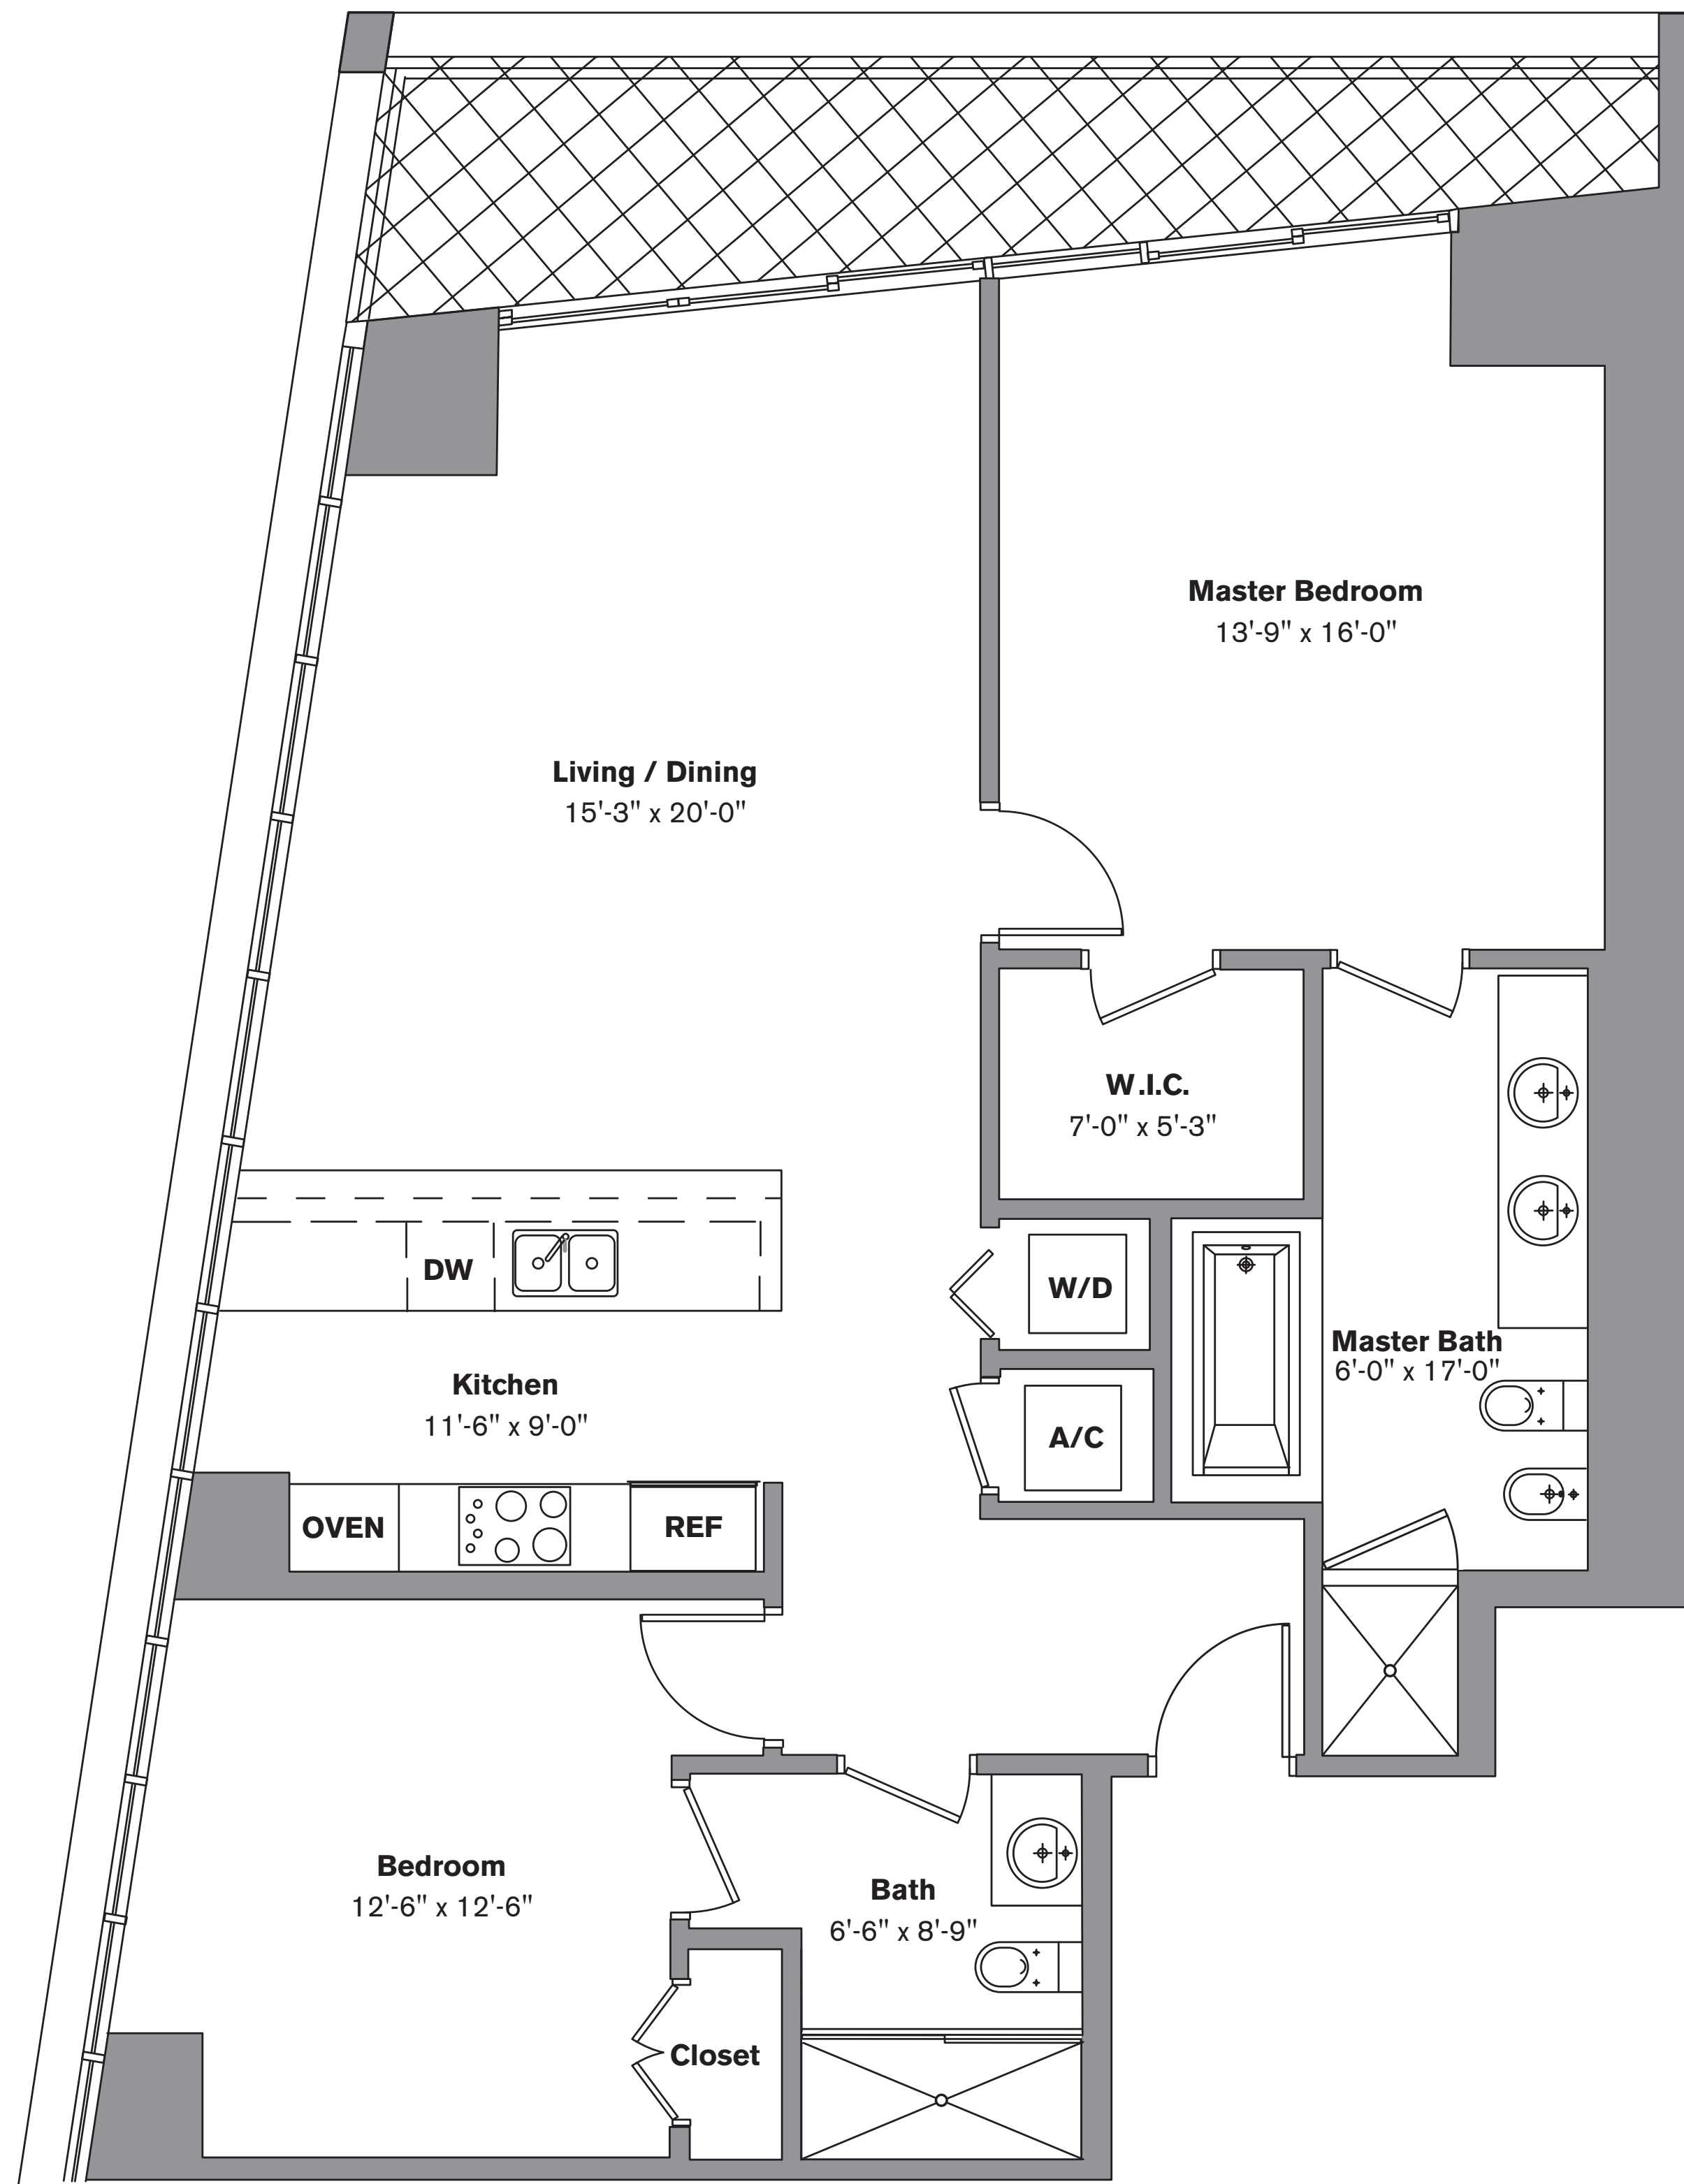 Master Bedroom
13'-9" x 16'-0"
Living / Dining
15'-3" x 20'-0"
W.I.C.
7'-0" x 5'-3"
DW
W/D
Master Bath
6'-0" x 17'-0"
Kitchen
11'-6" x 9'-0"
A/C
OVEN
REF
Bedroom
12'-6" x 12'-6"
Bath
6'-6" x 8'-9"
Closet